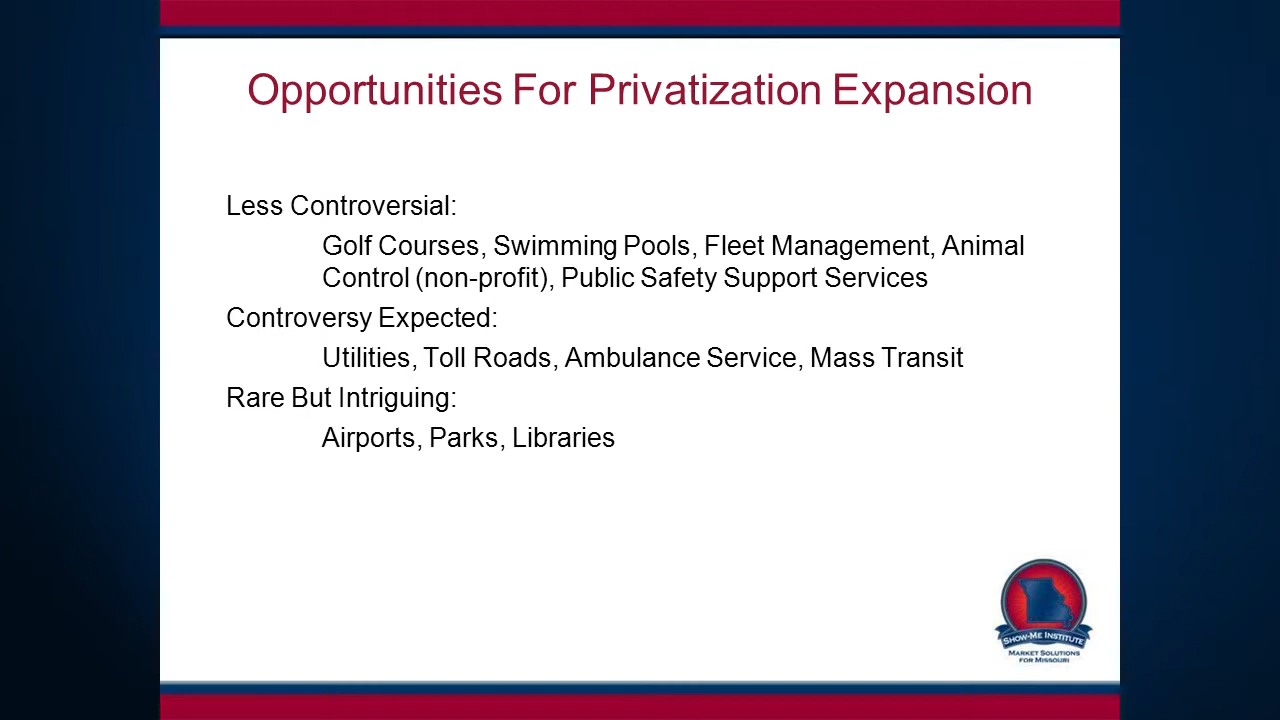 Opportunities For Privatization Expansion
Less Controversial:
Golf Courses, Swimming Pools, Fleet Management, Animal
Control (non-profit), Public Safety Support Services
Controversy Expected:
Utilities, Toll Roads, Ambulance Service, Mass Transit
Rare But Intriguing:
Airports, Parks, Libraries
SHOW-ME INSTITUTE
MARKET SOLUTIONS
FOR MISSOURI